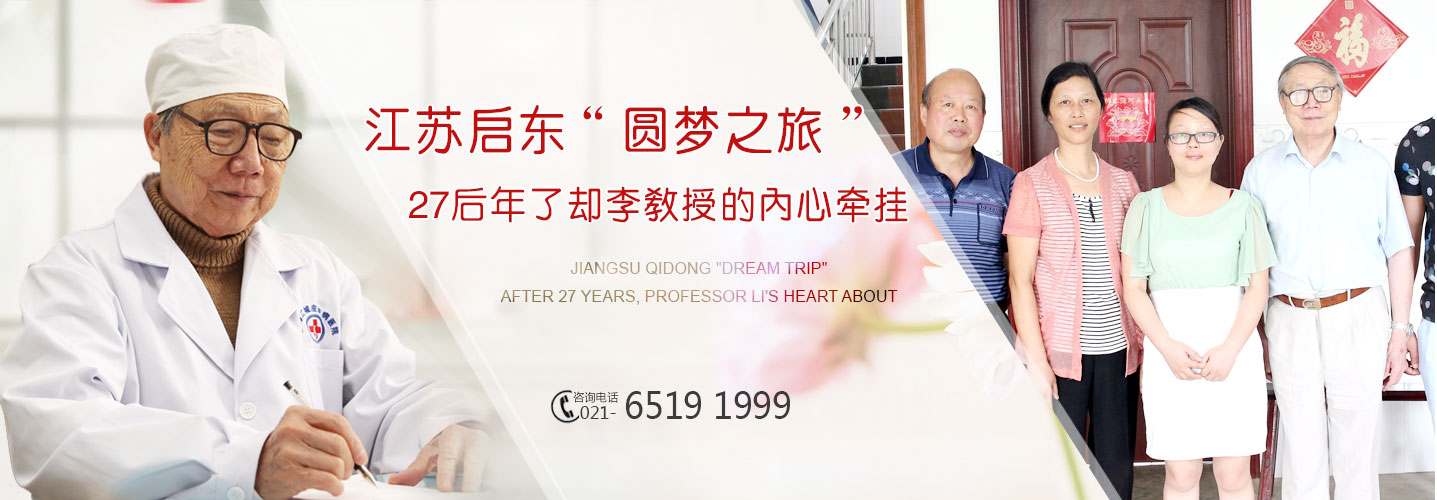 江苏启东“圆梦之旅”
27后年了却李教授的内心牵挂
JIANGSU QIDONG "DREAM TRIP"
AFTER 27 YEARS, PROFESSOR LI'S HEART ABOUT
咨询电话
021- 6519 1999
福